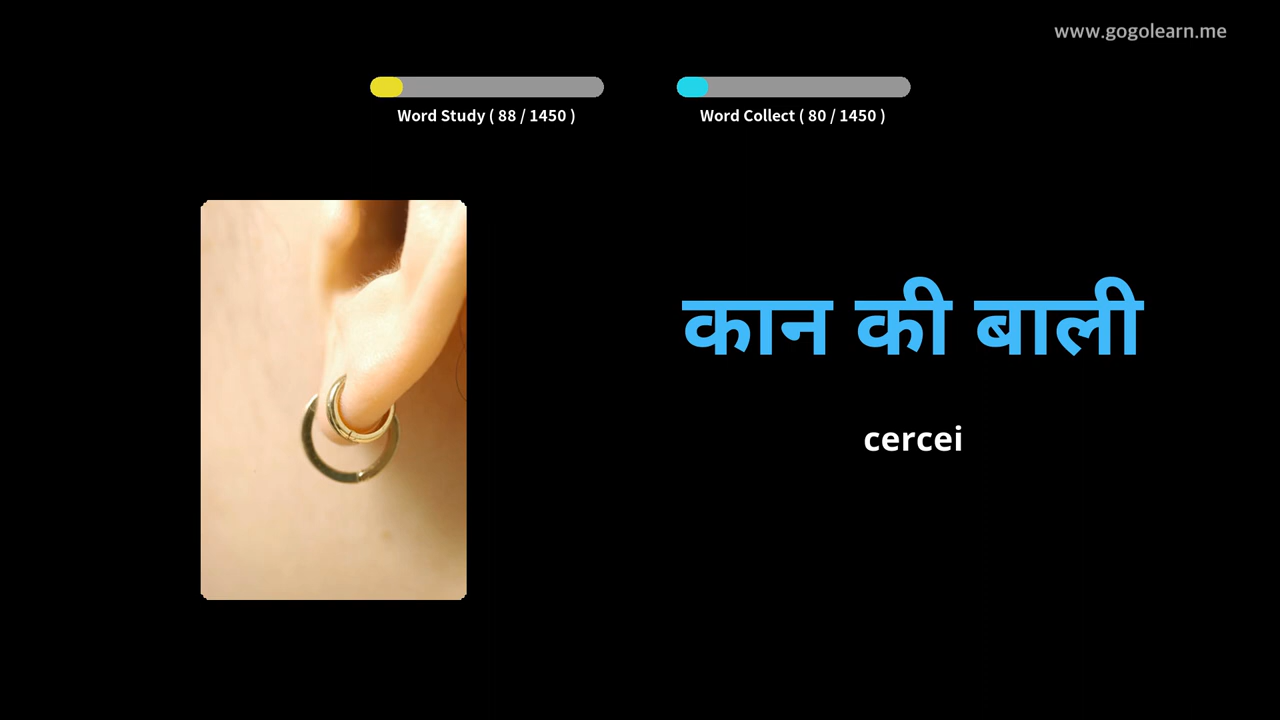 www.gogolearn.me
Word Study ( 88 / 1450 )
Word Collect ( 80 / 1450 )
कान की बाली
cercei